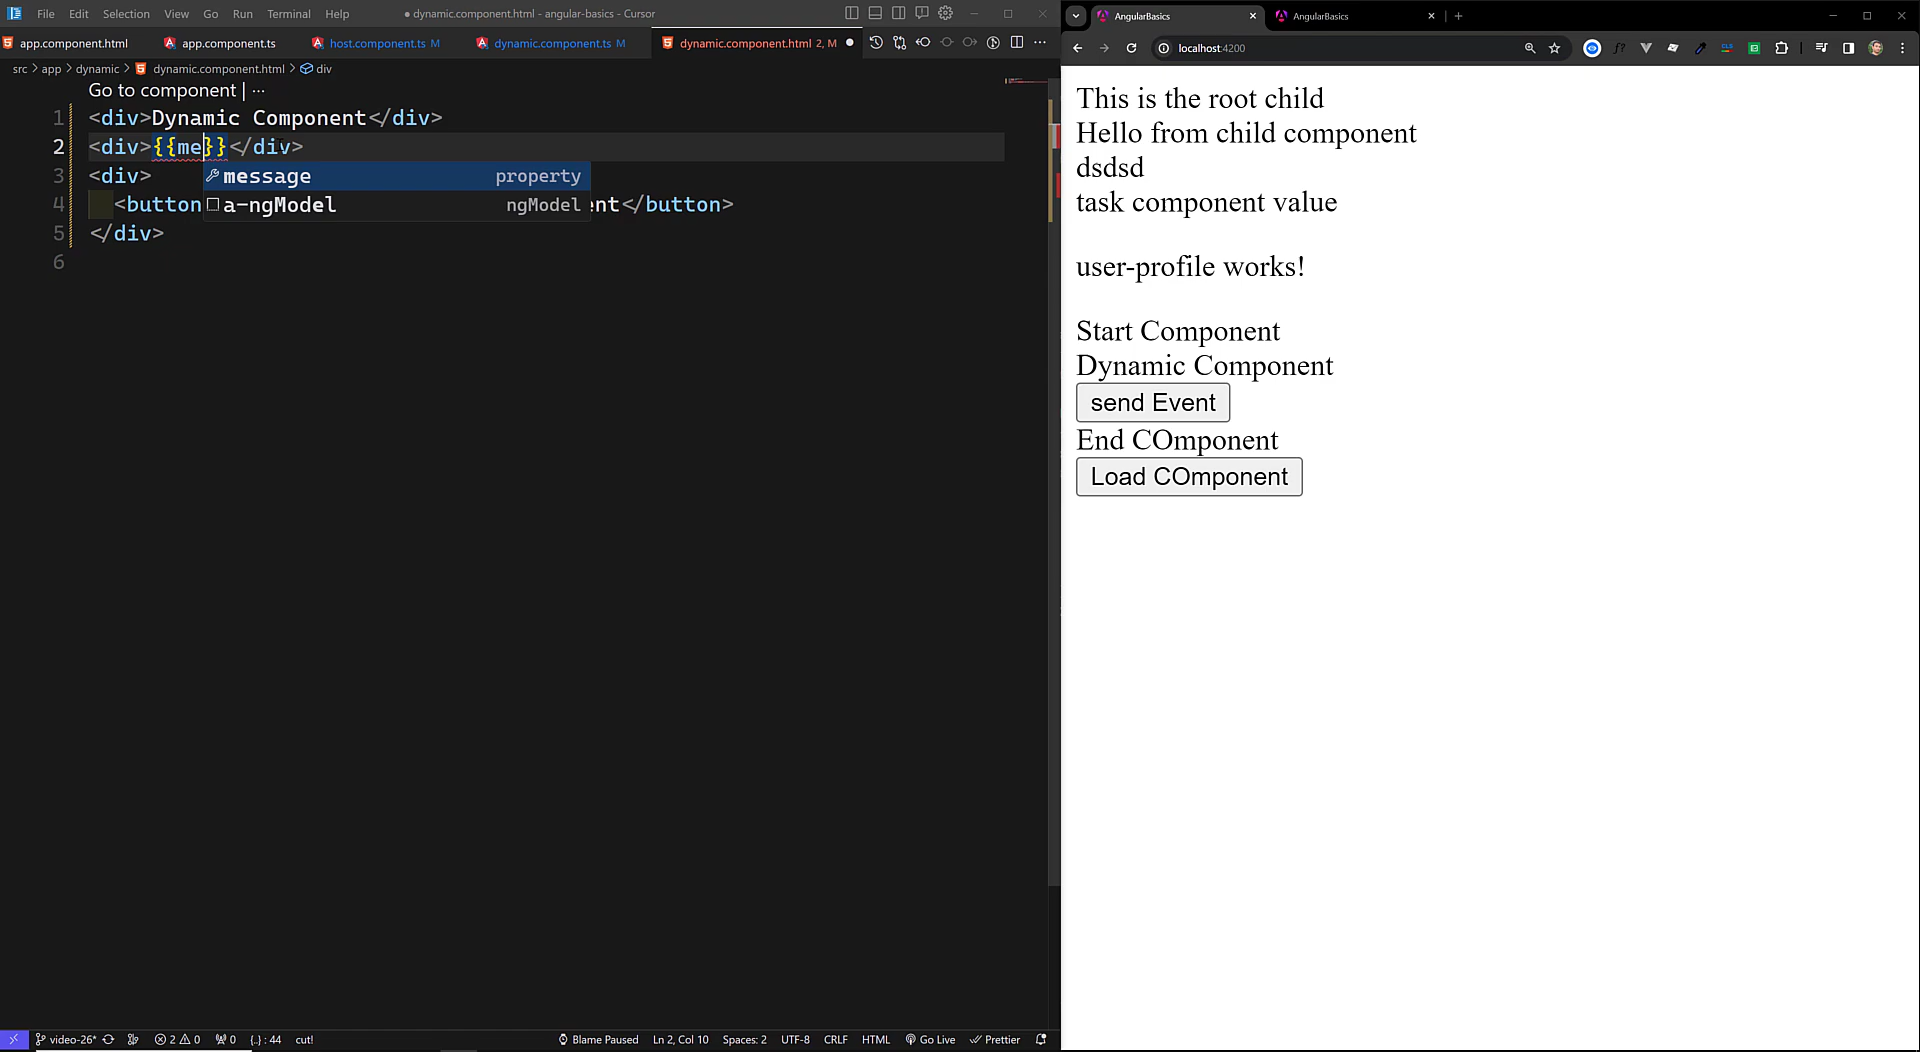 File Edit Selection View Go Run Terminal Help
dynamic.component.html - angular-basics - Cursor
app.component.html app.component.ts host.component.ts M dynamic.component.ts M dynamic.component.html 2, M
src > app > dynamic > dynamic.component.html > div
Go to component | ...
1 <div>Dynamic Component</div>
2 <div>{{me}}</div>
3 <div>
message property
4 <button
a-ngModel ngModel
nt</button>
5 </div>
6
video-26* 2 0 0 {..} : 44 cut! Blame Paused Ln 2, Col 10 Spaces: 2 UTF-8 CRLF HTML Go Live Prettier
AngularBasics AngularBasics
localhost:4200
This is the root child
Hello from child component
dsdsd
task component value
user-profile works!
Start Component
Dynamic Component
send Event
End COmponent
Load COmponent